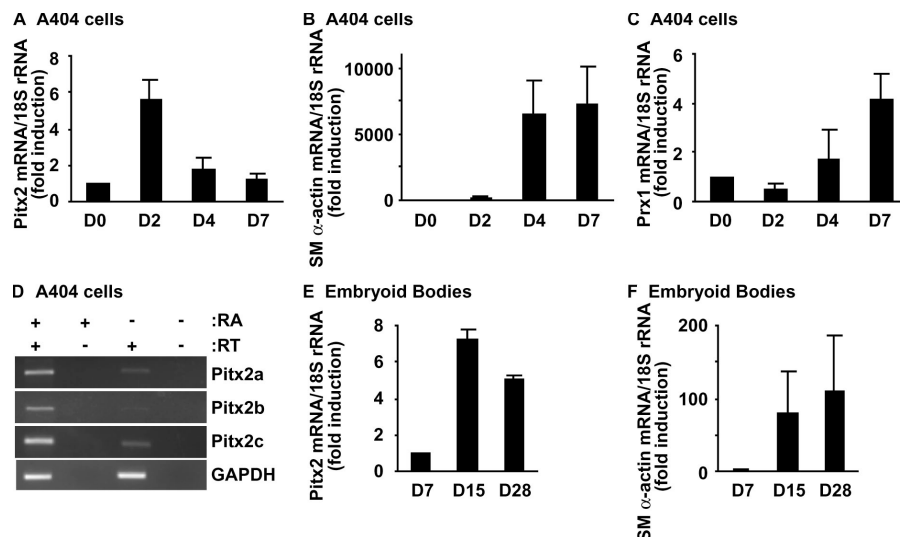 A A404 cells
Pitx2 mRNA/18S rRNA
(fold induction)
8
6
4
2
0
D0 D2 D4 D7
B A404 cells
SM α-actin mRNA/18S rRNA
(fold induction)
10000
5000
0
D0 D2 D4 D7
C A404 cells
Prx1 mRNA/18S rRNA
(fold induction)
6
4
2
0
D0 D2 D4 D7
D A404 cells
+ + - - :RA
+ - + - :RT
Pitx2a
Pitx2b
Pitx2c
GAPDH
E Embryoid Bodies
Pitx2 mRNA/18S rRNA
(fold induction)
8
6
4
2
0
D7 D15 D28
F Embryoid Bodies
SM α-actin mRNA/18S rRNA
(fold induction)
200
100
0
D7 D15 D28